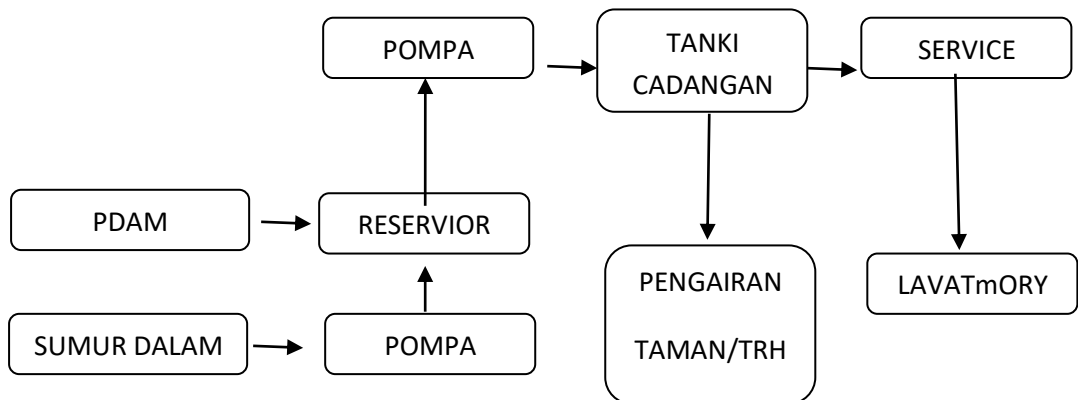 POMPA
TANKI
CADANGAN
SERVICE
PDAM
RESERVIOR
PENGAIRAN
TAMAN/TRH
LAVATmORY
SUMUR DALAM
POMPA